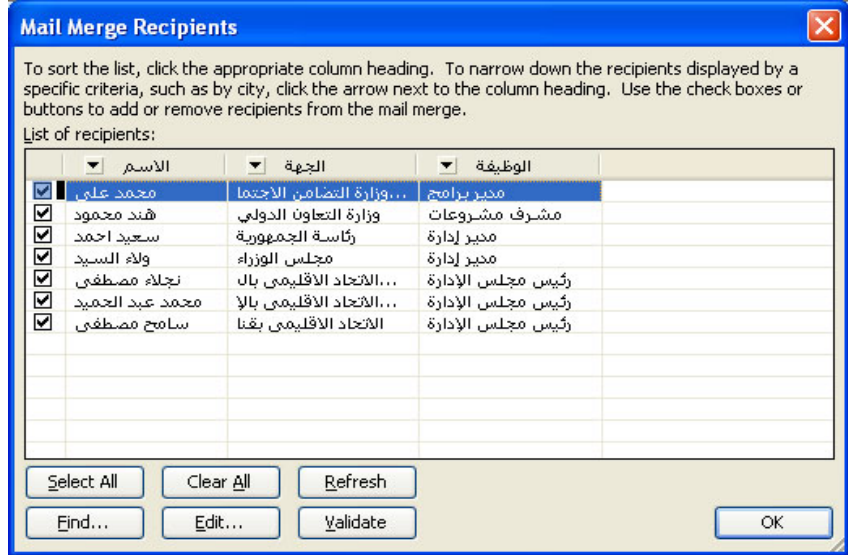 Mail Merge Recipients
To sort the list, click the appropriate column heading. To narrow down the recipients displayed by a
specific criteria, such as by city, click the arrow next to the column heading. Use the check boxes or
buttons to add or remove recipients from the mail merge.
List of recipients:
الاسم الجهة الوظيفة
محمد على وزارة التضامن الاجتما... مدير برامج
هند محمود وزارة التعاون الدولي مشرف مشروعات
سعيد احمد رئاسة الجمهورية مدير إدارة
ولاء السيد مجلس الوزراء مدير إدارة
نجلاء مصطفى الاتحاد الاقليمى بال... رئيس مجلس الإدارة
محمد عبد الحميد الاتحاد الاقليمى بالإ... رئيس مجلس الإدارة
سامح مصطفى الاتحاد الاقليمى بقنا رئيس مجلس الإدارة
Select All Clear All Refresh
Find... Edit... Validate OK